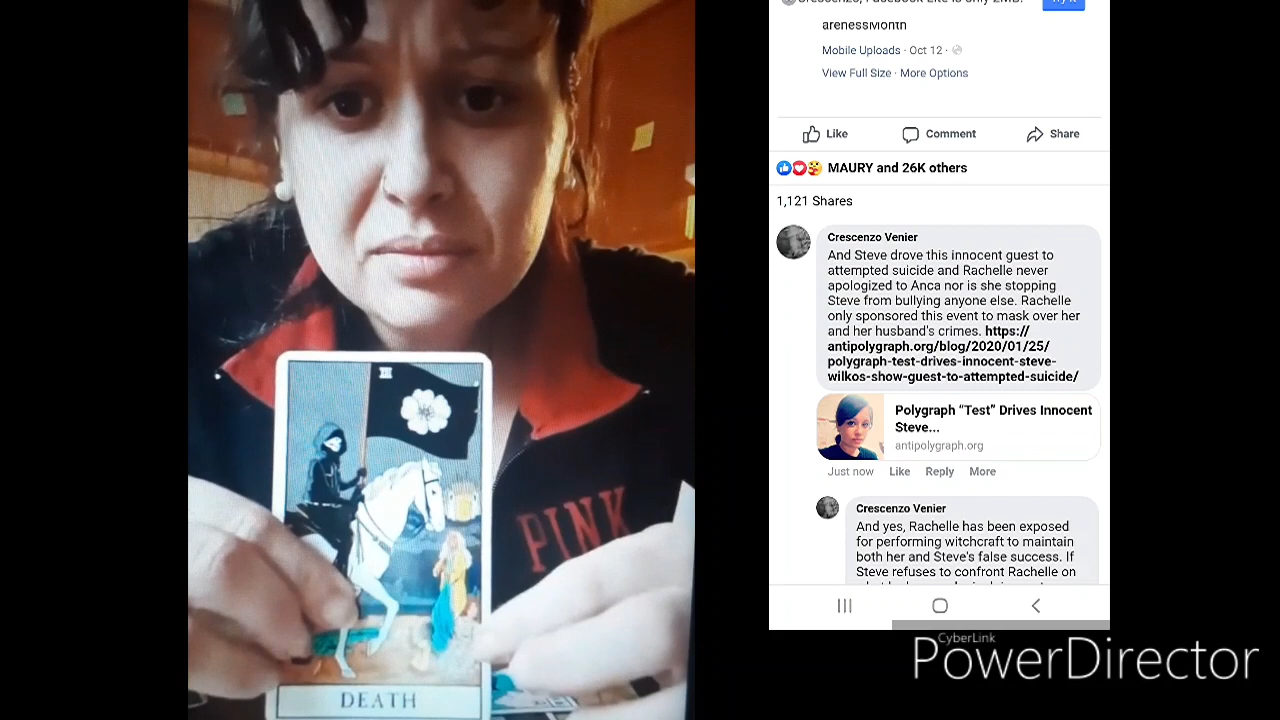 XIII
PINK
DEATH
arenessMonth
Mobile Uploads · Oct 12 ·
View Full Size · More Options
Like Comment Share
MAURY and 26K others
1,121 Shares
Crescenzo Venier
And Steve drove this innocent guest to
attempted suicide and Rachelle never
apologized to Anca nor is she stopping
Steve from bullying anyone else. Rachelle
only sponsored this event to mask over her
and her husband's crimes. https://
antipolygraph.org/blog/2020/01/25/
polygraph-test-drives-innocent-steve-
wilkos-show-guest-to-attempted-suicide/
Polygraph “Test” Drives Innocent
Steve...
antipolygraph.org
Just now Like Reply More
Crescenzo Venier
And yes, Rachelle has been exposed
for performing witchcraft to maintain
both her and Steve's false success. If
Steve refuses to confront Rachelle on
CyberLink
PowerDirector